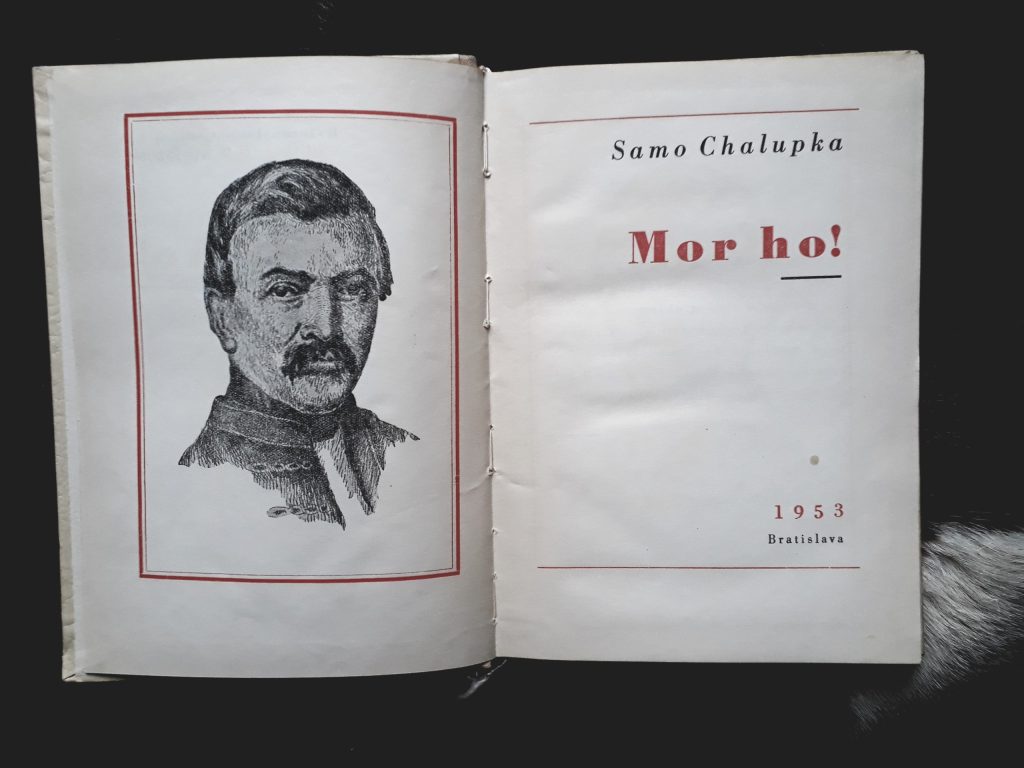 Samo Chalupka
Mor ho!
1953
Bratislava